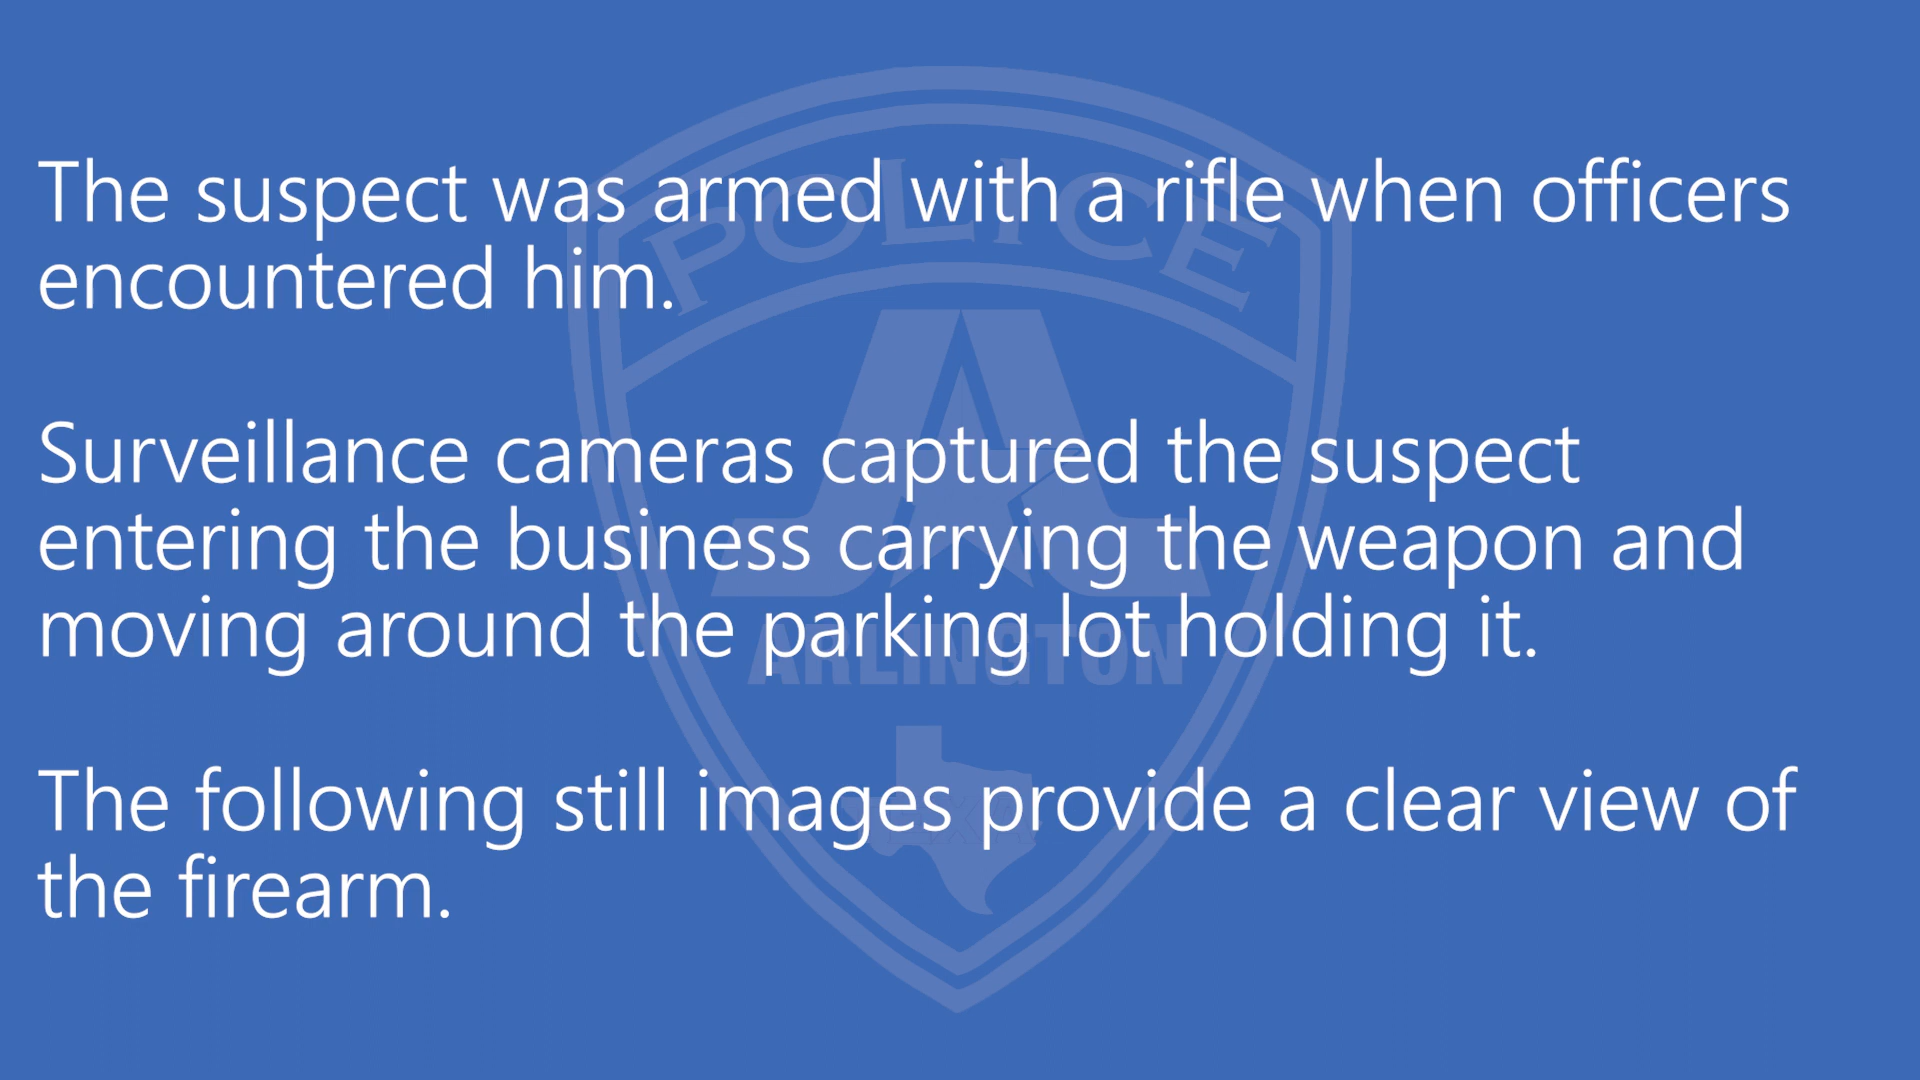 POLICE
The suspect was armed with a rifle when officers
encountered him.
Surveillance cameras captured the suspect
entering the business carrying the weapon and
moving around the parking lot holding it.
ARLINGTON
The following still images provide a clear view of
the firearm.